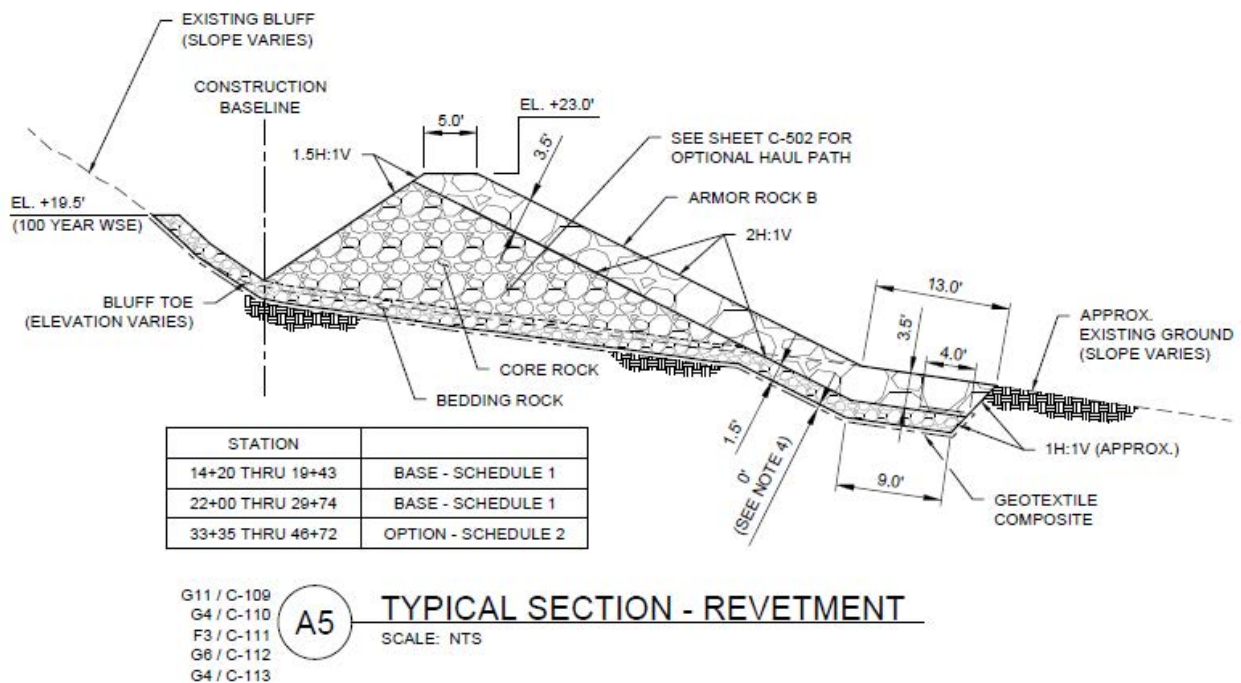 EXISTING BLUFF
(SLOPE VARIES)
CONSTRUCTION
BASELINE
EL. +23.0'
5.0'
3.5'
SEE SHEET C-502 FOR
OPTIONAL HAUL PATH
1.5H:1V
ARMOR ROCK B
EL. +19.5'
(100 YEAR WSE)
2H:1V
13.0'
BLUFF TOE
(ELEVATION VARIES)
3.5'
4.0'
APPROX.
EXISTING GROUND
(SLOPE VARIES)
CORE ROCK
BEDDING ROCK
1.5'
0'
(SEE NOTE 4)
9.0'
1H:1V (APPROX.)
GEOTEXTILE
COMPOSITE
STATION
14+20 THRU 19+43 BASE - SCHEDULE 1
22+00 THRU 29+74 BASE - SCHEDULE 1
33+35 THRU 46+72 OPTION - SCHEDULE 2
G11 / C-109
G4 / C-110
F3 / C-111
G6 / C-112
G4 / C-113
A5
TYPICAL SECTION - REVETMENT
SCALE: NTS